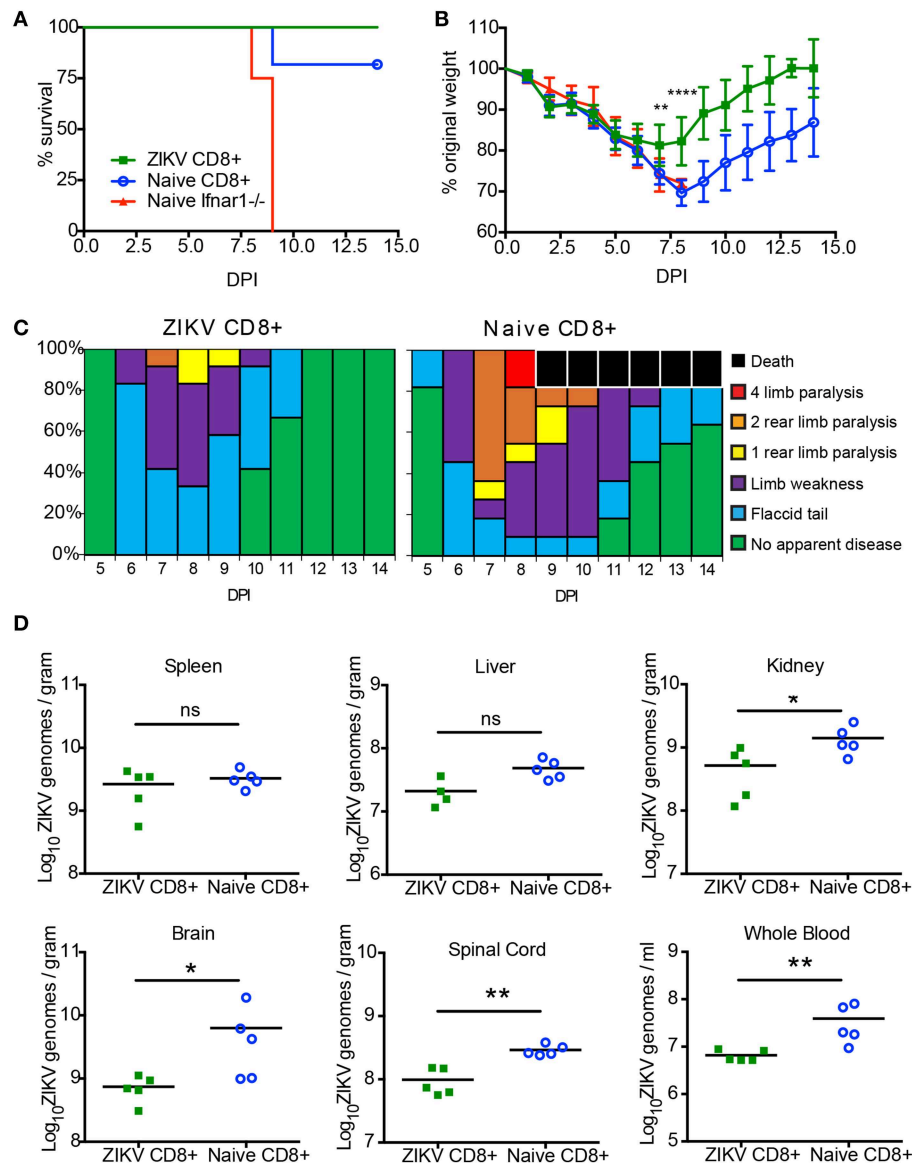 A
% survival
100
75
50
25
0
ZIKV CD8+
Naive CD8+
Naive Ifnar1-/-
0.0 2.5 5.0 7.5 10.0 12.5 15.0
DPI
B
% original weight
100
90
80
70
60
** ****
0.0 2.5 5.0 7.5 10.0 12.5 15.0
DPI
C
ZIKV CD8+
100%
80%
60%
40%
20%
0%
5 6 7 8 9 10 11 12 13 14
DPI
Naive CD8+
5 6 7 8 9 10 11 12 13 14
DPI
Death
4 limb paralysis
2 rear limb paralysis
1 rear limb paralysis
Limb weakness
Flaccid tail
No apparent disease
D
Spleen
Log10ZIKV genomes / gram
11
10
9
8
ns
ZIKV CD8+ Naive CD8+
Liver
Log10ZIKV genomes / gram
9
8
7
6
ns
ZIKV CD8+ Naive CD8+
Kidney
Log10ZIKV genomes / gram
10
9
8
7
*
ZIKV CD8+ Naive CD8+
Brain
Log10ZIKV genomes / gram
11
10
9
8
*
ZIKV CD8+ Naive CD8+
Spinal Cord
Log10ZIKV genomes / gram
10
9
8
7
**
ZIKV CD8+ Naive CD8+
Whole Blood
Log10ZIKV genomes / ml
9
8
7
6
5
**
ZIKV CD8+ Naive CD8+